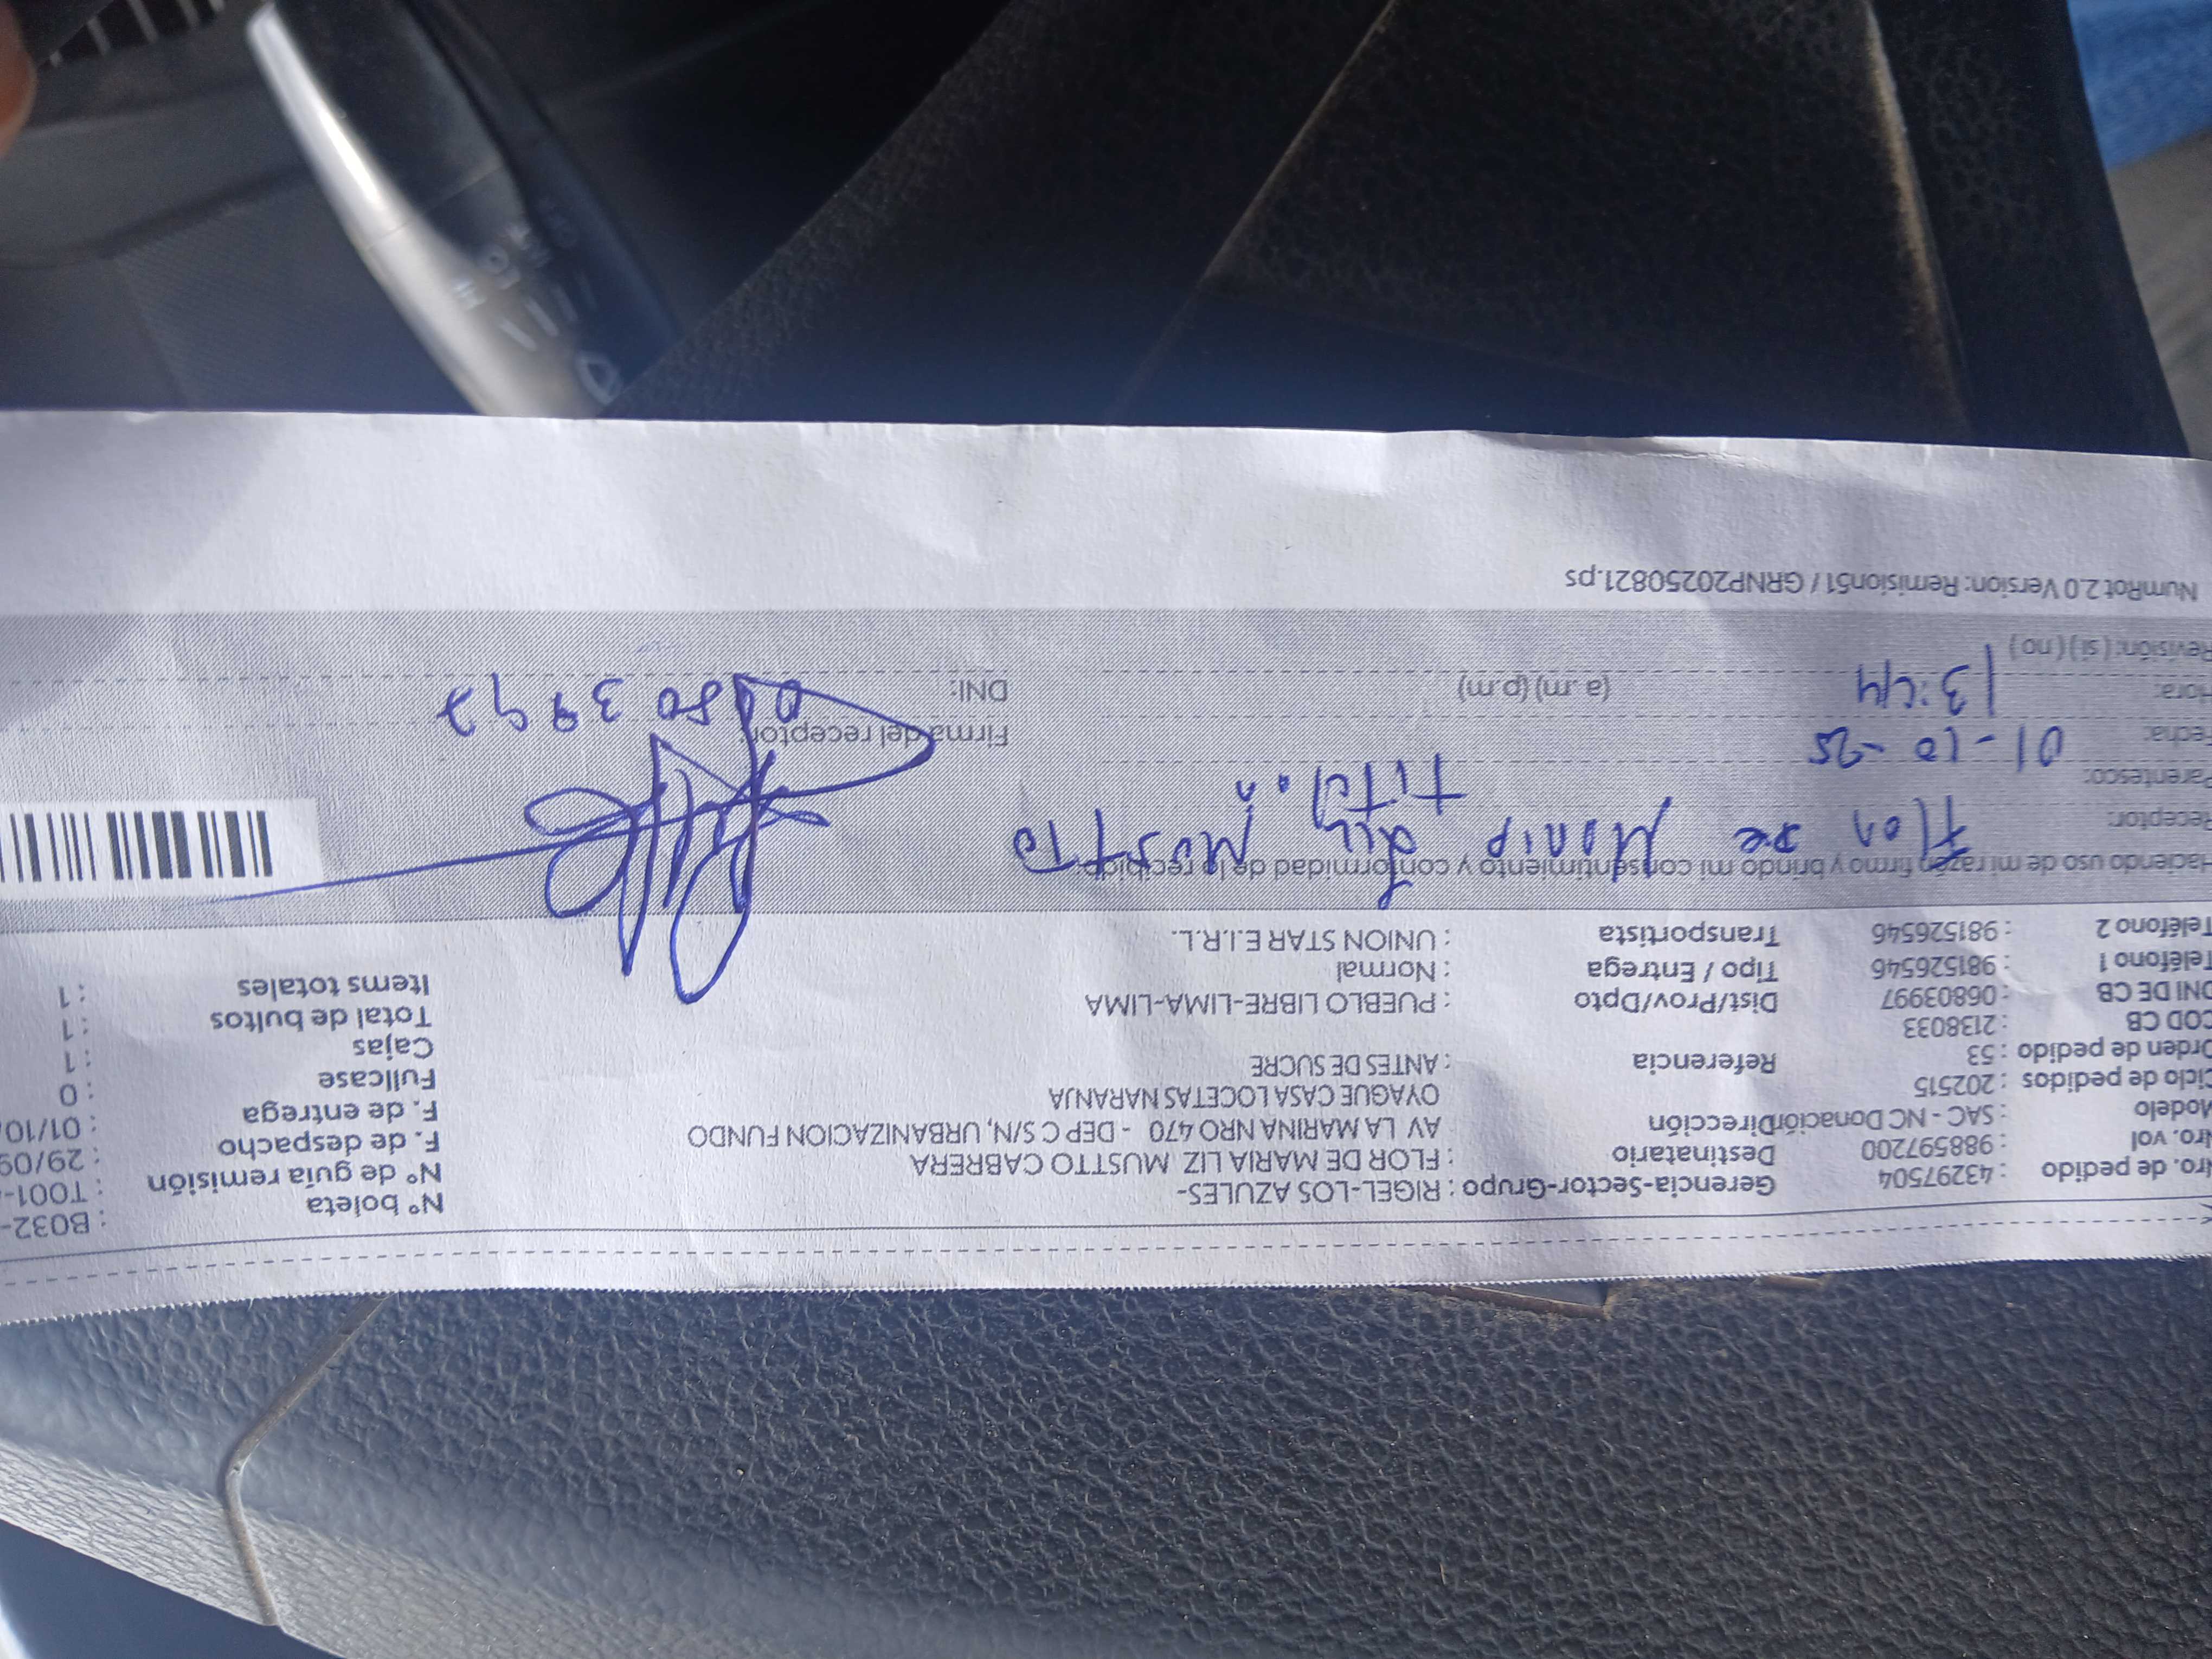 Nro. de pedido : 43297504 Gerencia-Sector-Grupo : RIGEL-LOS AZULES- N° boleta : B032-
Nro. vol : 988597200 Destinatario : FLOR DE MARIA LIZ MUSTTO CABRERA N° de guía remisión : T001-
Modelo : SAC - NC Donación Dirección : AV LA MARINA NRO 470 - DEP C S/N, URBANIZACION FUNDO F. de despacho : 29/09
Ciclo de pedidos : 202515 OYAGUE CASA LOCETAS NARANJA F. de entrega : 01/10/
Orden de pedido : 53 Referencia : ANTES DE SUCRE Fullcase : 0
COD CB : 2138033 Cajas : 1
DNI DE CB : 06803997 Dist/Prov/Dpto : PUEBLO LIBRE-LIMA-LIMA Total de bultos : 1
Teléfono 1 : 981526546 Tipo / Entrega : Normal Items totales : 1
Teléfono 2 : 981526546 Transportista : UNION STAR E.I.R.L.
Haciendo uso de mi razón firmo y brindo mi consentimiento y conformidad de lo recibido:
Receptor: Flor de Maria Liz Mustto
Parentesco:
Fecha: 01-10-25 Firma del receptor:
Hora: 13:44 (a.m) (p.m) DNI:
Revisión: ( si ) ( no )
NumRot 2.0 Version: Remision51 / GRNP20250821.ps